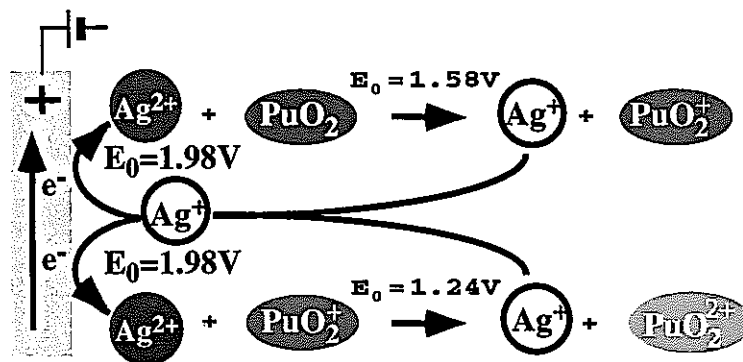 E₀=1.58V
+ Ag²⁺ + PuO₂ Ag⁺ + PuO₂⁺
E₀=1.98V
e⁻
Ag⁺
e⁻ E₀=1.98V
E₀=1.24V
Ag²⁺ + PuO₂⁺ Ag⁺ + PuO₂²⁺